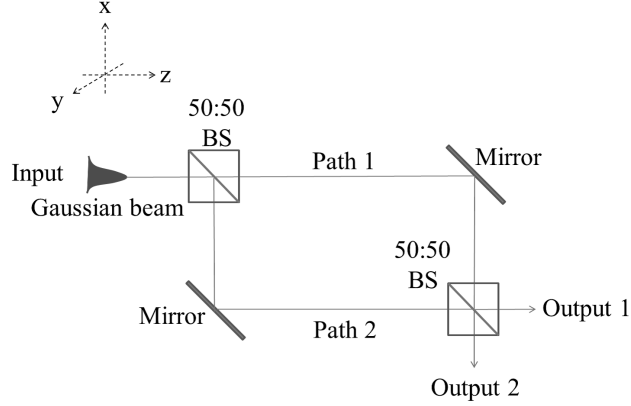 x
z
y
50:50
BS
Path 1
Mirror
Input
Gaussian beam
50:50
BS
Mirror
Path 2
Output 1
Output 2